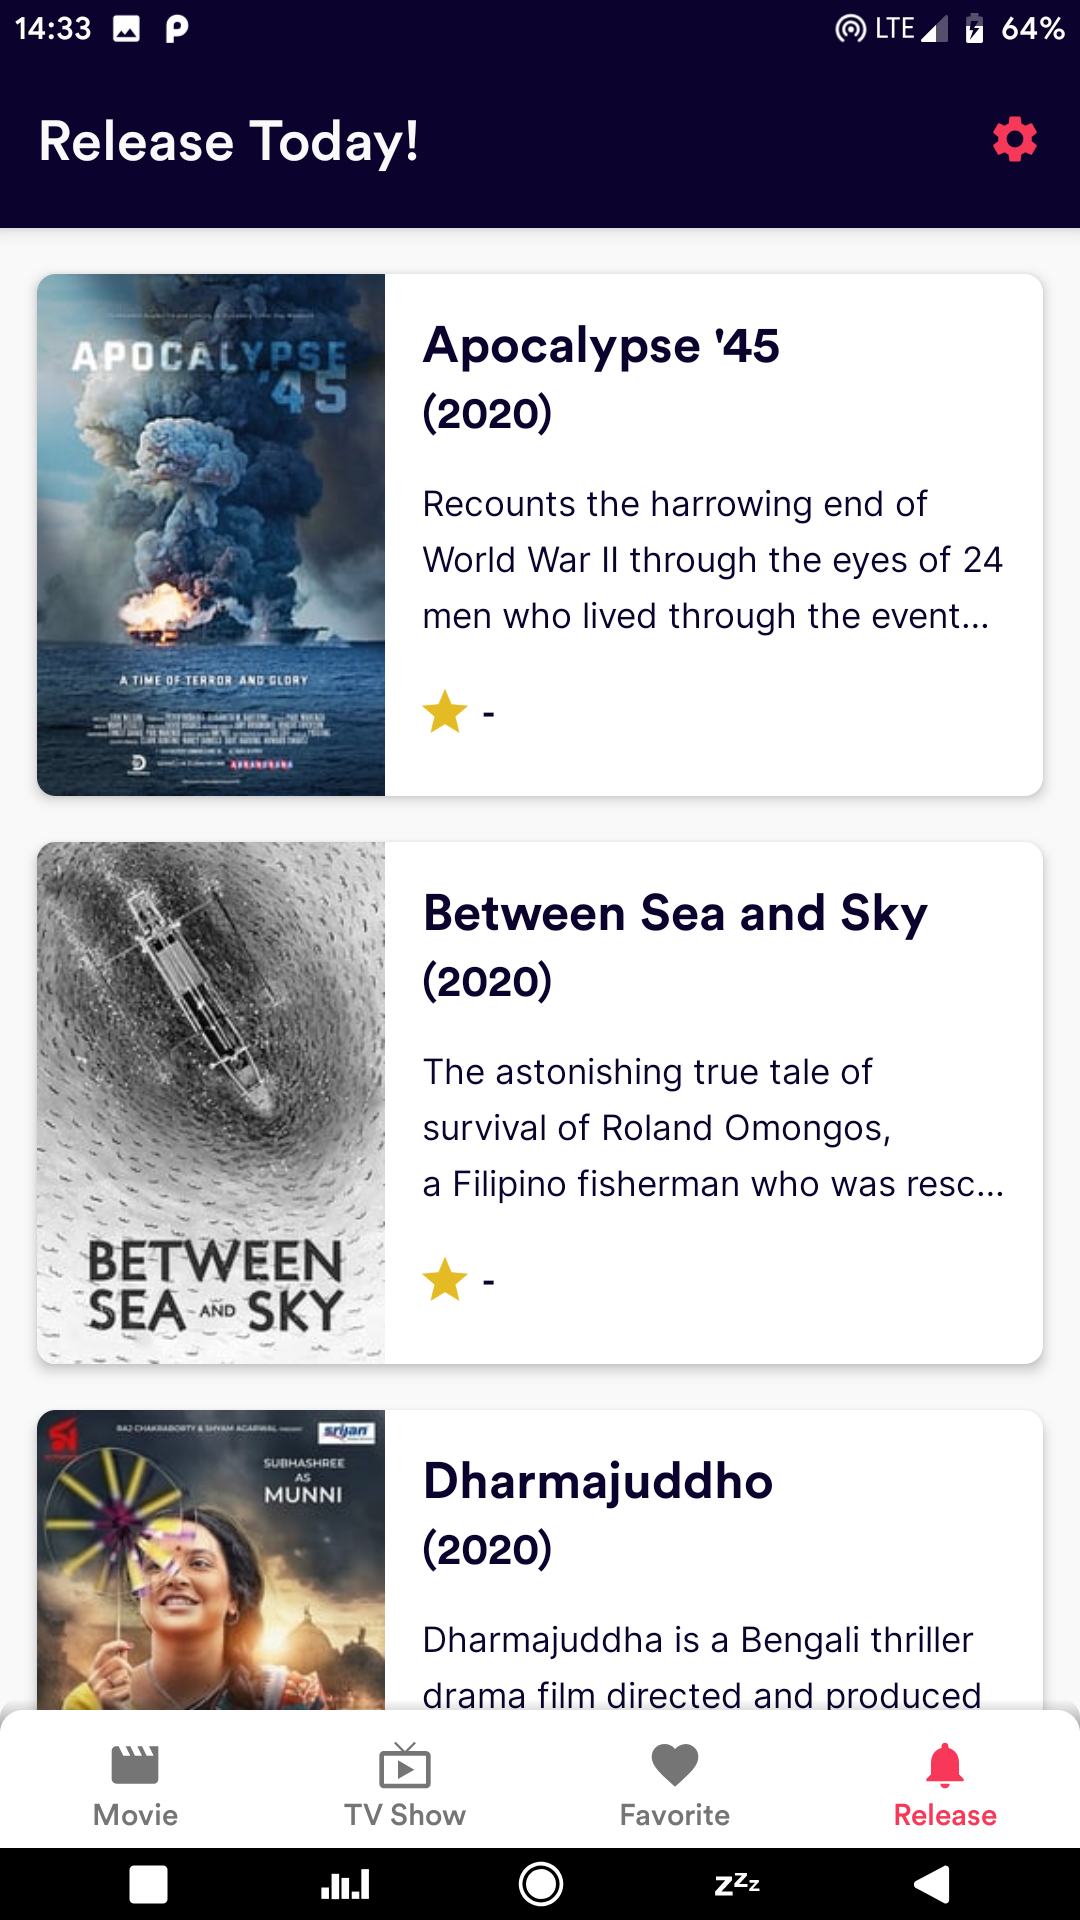 14:33
LTE 64%
Release Today!
APOCALYPSE
'45
A TIME OF TERROR AND GLORY
Apocalypse '45
(2020)
Recounts the harrowing end of
World War II through the eyes of 24
men who lived through the event...
-
BETWEEN
SEA AND SKY
Between Sea and Sky
(2020)
The astonishing true tale of
survival of Roland Omongos,
a Filipino fisherman who was resc...
-
RAJ CHAKRABORTY & SHYAM AGARWAL
srijan
SUBHASHREE
AS
MUNNI
Dharmajuddho
(2020)
Dharmajuddha is a Bengali thriller
drama film directed and produced
Movie
TV Show
Favorite
Release
zzz